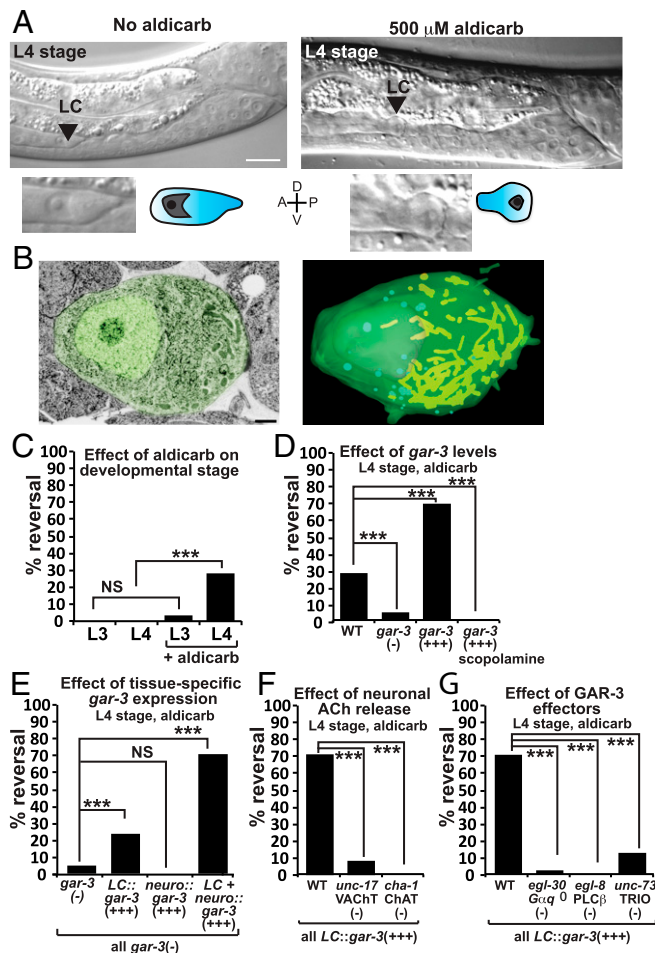 A
No aldicarb
500 µM aldicarb
L4 stage
LC
L4 stage
LC
D
A P
V
B
C
Effect of aldicarb on
developmental stage
% reversal
100
90
80
70
60
50
40
30
20
10
0
NS
***
L3 L4 L3 L4
+ aldicarb
D
Effect of gar-3 levels
L4 stage, aldicarb
% reversal
100
90
80
70
60
50
40
30
20
10
0
***
***
***
WT
gar-3
(-)
gar-3
(+++)
gar-3
(+++)
scopolamine
E
Effect of tissue-specific
gar-3 expression
L4 stage, aldicarb
% reversal
100
90
80
70
60
50
40
30
20
10
0
***
NS
***
gar-3
(-)
LC::
gar-3
(+++)
neuro::
gar-3
(+++)
LC +
neuro::
gar-3
(+++)
all gar-3(-)
F
Effect of neuronal
ACh release
L4 stage, aldicarb
% reversal
100
90
80
70
60
50
40
30
20
10
0
***
***
WT
unc-17
VAChT
(-)
cha-1
ChAT
(-)
all LC::gar-3(+++)
G
Effect of GAR-3
effectors
L4 stage, aldicarb
% reversal
100
90
80
70
60
50
40
30
20
10
0
***
***
***
WT
egl-30
Gαq
(-)
egl-8
PLCβ
(-)
unc-73
TRIO
(-)
all LC::gar-3(+++)